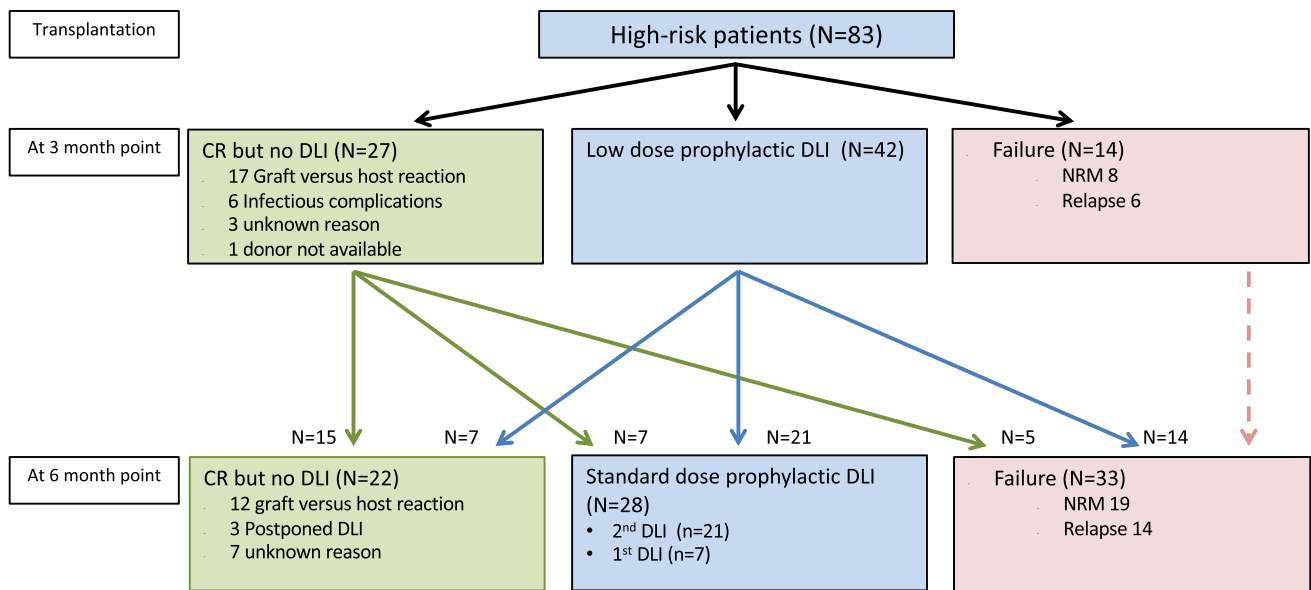 Transplantation
High-risk patients (N=83)
At 3 month point
CR but no DLI (N=27)
17 Graft versus host reaction
6 Infectious complications
3 unknown reason
1 donor not available
Low dose prophylactic DLI (N=42)
Failure (N=14)
NRM 8
Relapse 6
N=15
N=7
N=7
N=21
N=5
N=14
At 6 month point
CR but no DLI (N=22)
12 graft versus host reaction
3 Postponed DLI
7 unknown reason
Standard dose prophylactic DLI
(N=28)
• 2nd DLI (n=21)
• 1st DLI (n=7)
Failure (N=33)
NRM 19
Relapse 14